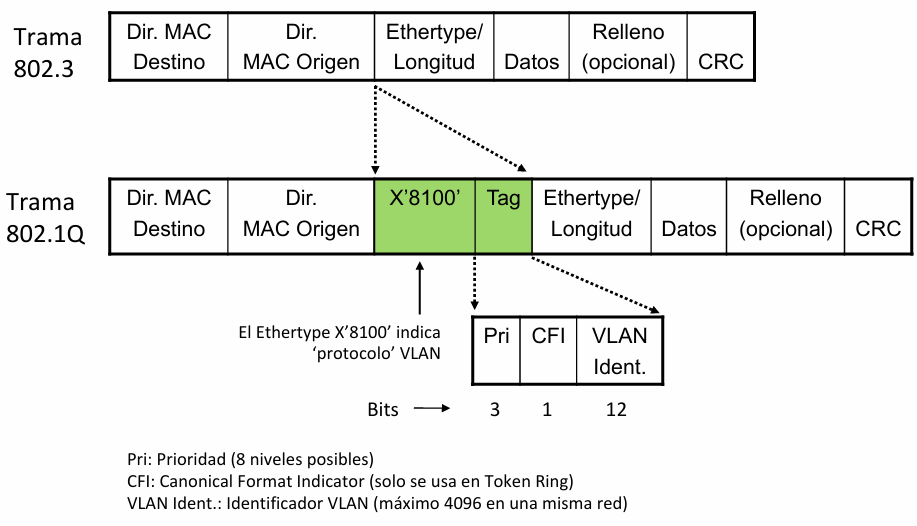 Trama
802.3
Dir. MAC
Destino
Dir.
MAC Origen
Ethertype/
Longitud
Datos
Relleno
(opcional)
CRC
Trama
802.1Q
Dir. MAC
Destino
Dir.
MAC Origen
X’8100’
Tag
Ethertype/
Longitud
Datos
Relleno
(opcional)
CRC
El Ethertype X’8100’ indica
‘protocolo’ VLAN
Pri
CFI
VLAN
Ident.
Bits
3
1
12
Pri: Prioridad (8 niveles posibles)
CFI: Canonical Format Indicator (solo se usa en Token Ring)
VLAN Ident.: Identificador VLAN (máximo 4096 en una misma red)